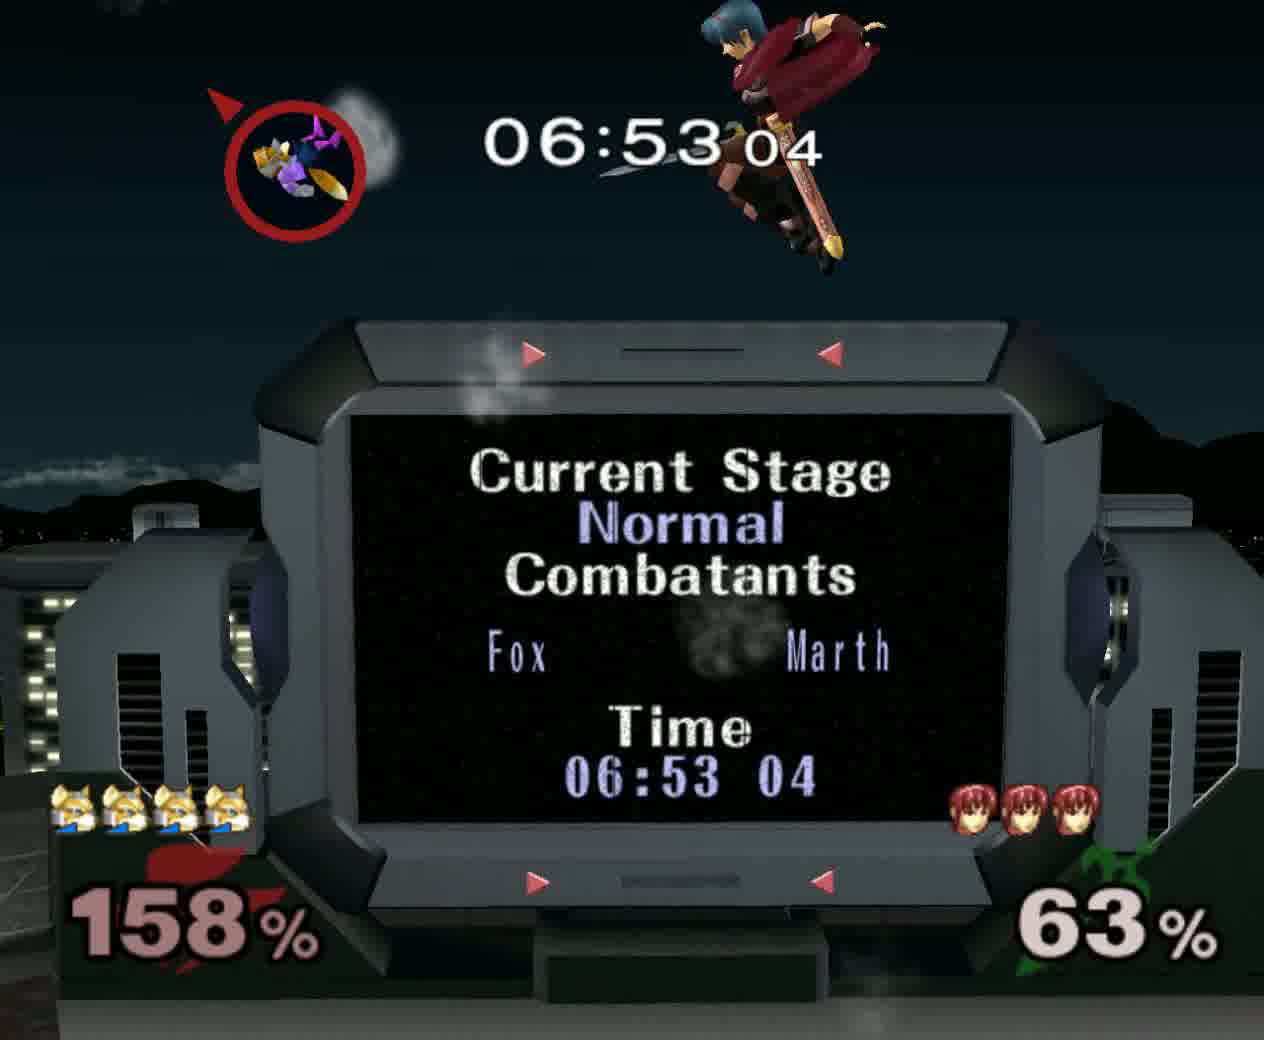 06:53 04
Current Stage
Normal
Combatants
Fox Marth
Time
06:53 04
158% 63%